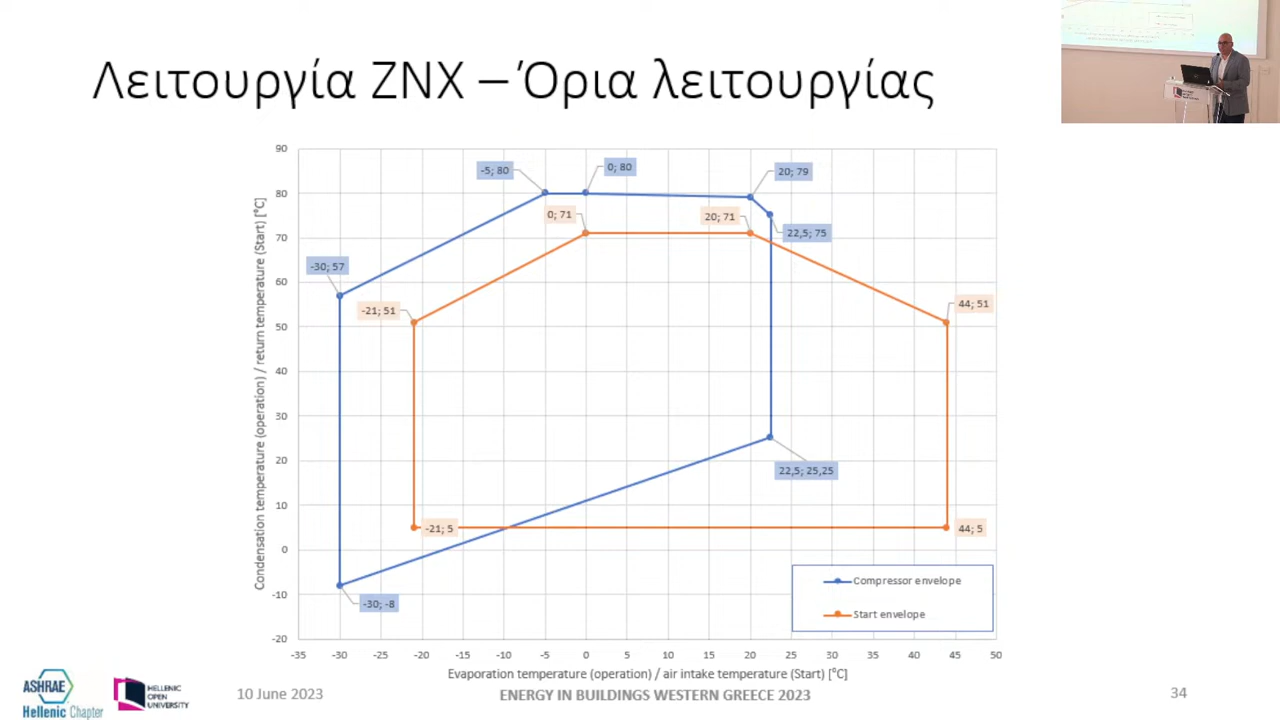 Λειτουργία ΖΝΧ – Όρια λειτουργίας
Condensation temperature (operation) / return temperature (Start) [°C]
90
80
70
60
50
40
30
20
10
0
-10
-20
-5; 80
0; 80
20; 79
0; 71
20; 71
22,5; 75
-30; 57
-21; 51
44; 51
22,5; 25,25
-21; 5
44; 5
-30; -8
Compressor envelope
Start envelope
-35 -30 -25 -20 -15 -10 -5 0 5 10 15 20 25 30 35 40 45 50
Evaporation temperature (operation) / air intake temperature (Start) [°C]
ASHRAE
Hellenic Chapter
HELLENIC
OPEN
UNIVERSITY
10 June 2023
ENERGY IN BUILDINGS WESTERN GREECE 2023
34